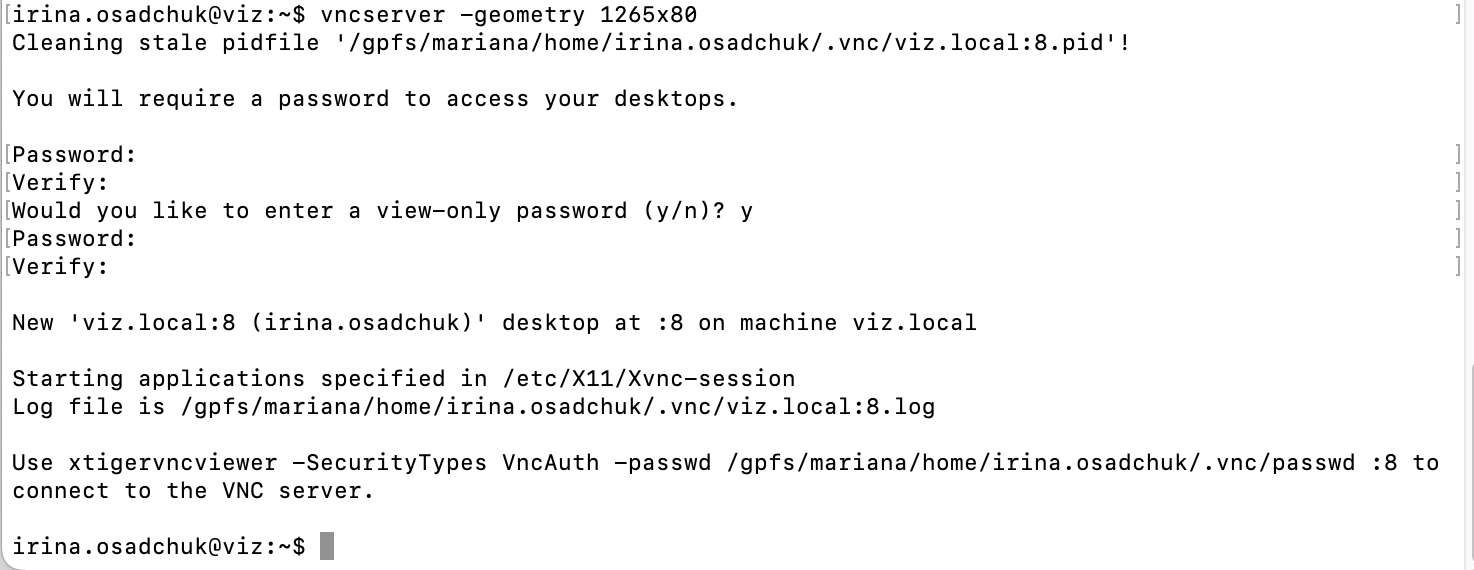 [irina.osadchuk@viz:~$ vncserver -geometry 1265x80 ]
Cleaning stale pidfile '/gpfs/mariana/home/irina.osadchuk/.vnc/viz.local:8.pid'!
You will require a password to access your desktops.
[Password: ]
[Verify: ]
[Would you like to enter a view-only password (y/n)? y ]
[Password: ]
[Verify: ]
New 'viz.local:8 (irina.osadchuk)' desktop at :8 on machine viz.local
Starting applications specified in /etc/X11/Xvnc-session
Log file is /gpfs/mariana/home/irina.osadchuk/.vnc/viz.local:8.log
Use xtigervncviewer -SecurityTypes VncAuth -passwd /gpfs/mariana/home/irina.osadchuk/.vnc/passwd :8 to
connect to the VNC server.
irina.osadchuk@viz:~$